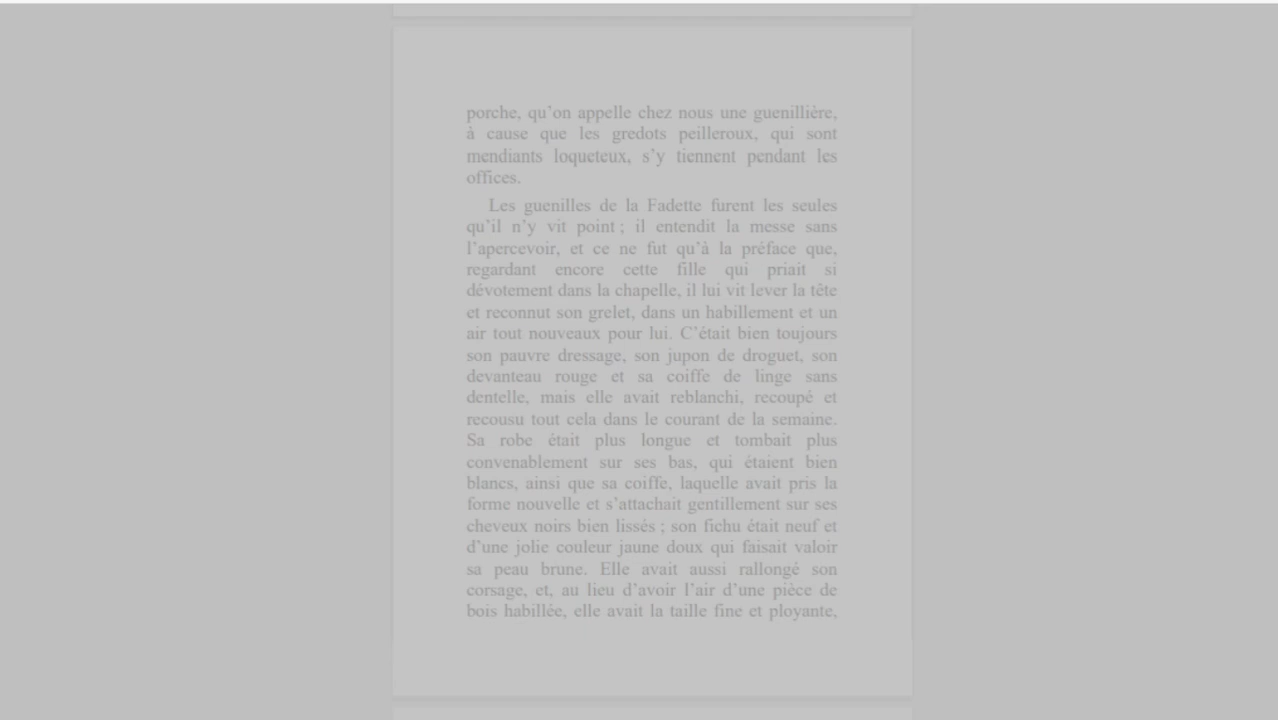 porche, qu’on appelle chez nous une guenillière,
à cause que les gredots peilleroux, qui sont
mendiants loqueteux, s’y tiennent pendant les
offices.
Les guenilles de la Fadette furent les seules
qu’il n’y vit point ; il entendit la messe sans
l’apercevoir, et ce ne fut qu’à la préface que,
regardant encore cette fille qui priait si
dévotement dans la chapelle, il lui vit lever la tête
et reconnut son grelet, dans un habillement et un
air tout nouveaux pour lui. C’était bien toujours
son pauvre dressage, son jupon de droguet, son
devanteau rouge et sa coiffe de linge sans
dentelle, mais elle avait reblanchi, recoupé et
recousu tout cela dans le courant de la semaine.
Sa robe était plus longue et tombait plus
convenablement sur ses bas, qui étaient bien
blancs, ainsi que sa coiffe, laquelle avait pris la
forme nouvelle et s’attachait gentillement sur ses
cheveux noirs bien lissés ; son fichu était neuf et
d’une jolie couleur jaune doux qui faisait valoir
sa peau brune. Elle avait aussi rallongé son
corsage, et, au lieu d’avoir l’air d’une pièce de
bois habillée, elle avait la taille fine et ployante,